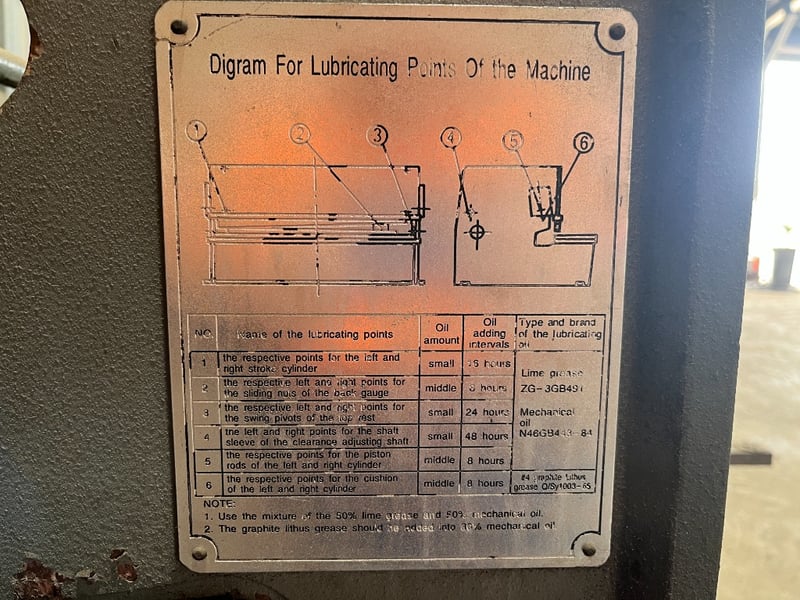 Digram For Lubricating Points Of the Machine
1 2 3 4 5 6
NO. Name of the lubricating points Oil amount Oil adding intervals Type and brand of the lubricating oil
1 the respective points for the left and right stroke cylinder small hours
2 the respective left and right points for the sliding nuts of the back gauge middle hours
3 the respective left and right points for the swing pivots of the rest small 24 hours
4 the left and right points for the shaft sleeve of the clearance adjusting shaft small 48 hours
5 the respective points for the piston rods of the left and right cylinder middle 8 hours
6 the respective points for the cushion of the left and right cylinder middle 8 hours
Lime grease
ZG-3GB491
Mechanical
oil
N46GB443-84
#4 graphite lithus
grease Q/Sy1003-65
NOTE:
1. Use the mixture of the 50% lime grease and 50% mechanical oil.
2. The graphite lithus grease should be added into 30% mechanical oil.